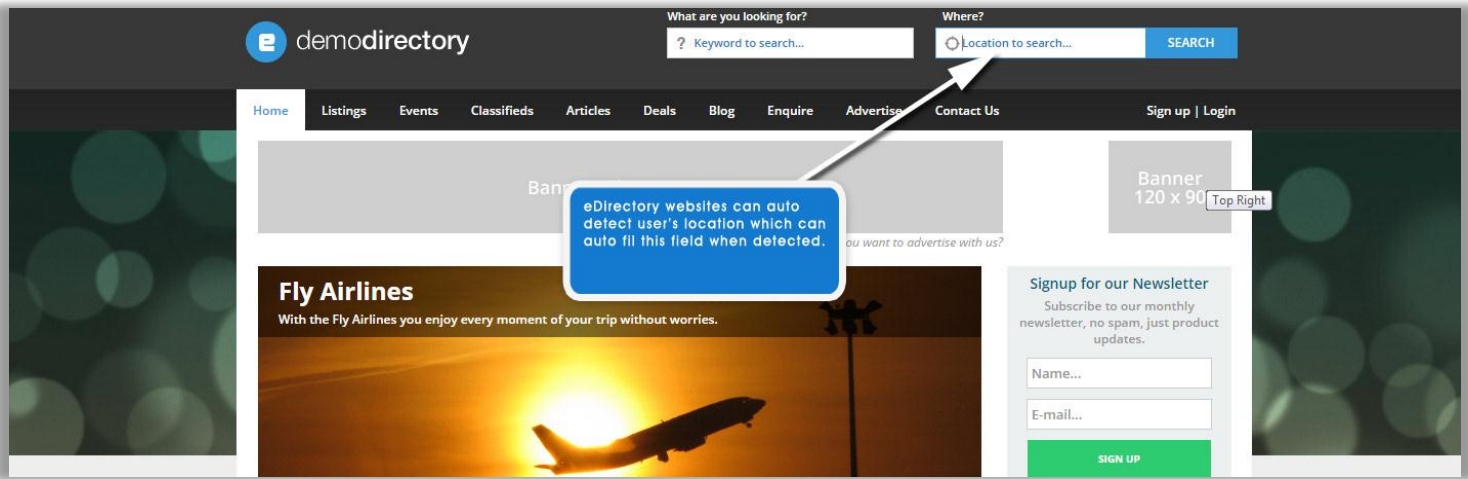 What are you looking for?
Where?
e demodirectory
? Keyword to search...
Location to search...
SEARCH
Home Listings Events Classifieds Articles Deals Blog Enquire Advertise Contact Us Sign up | Login
Banner
120 x 90
Top Right
eDirectory websites can auto
detect user's location which can
auto fil this field when detected.
ou want to advertise with us?
Fly Airlines
With the Fly Airlines you enjoy every moment of your trip without worries.
Signup for our Newsletter
Subscribe to our monthly
newsletter, no spam, just product
updates.
Name...
E-mail...
SIGN UP